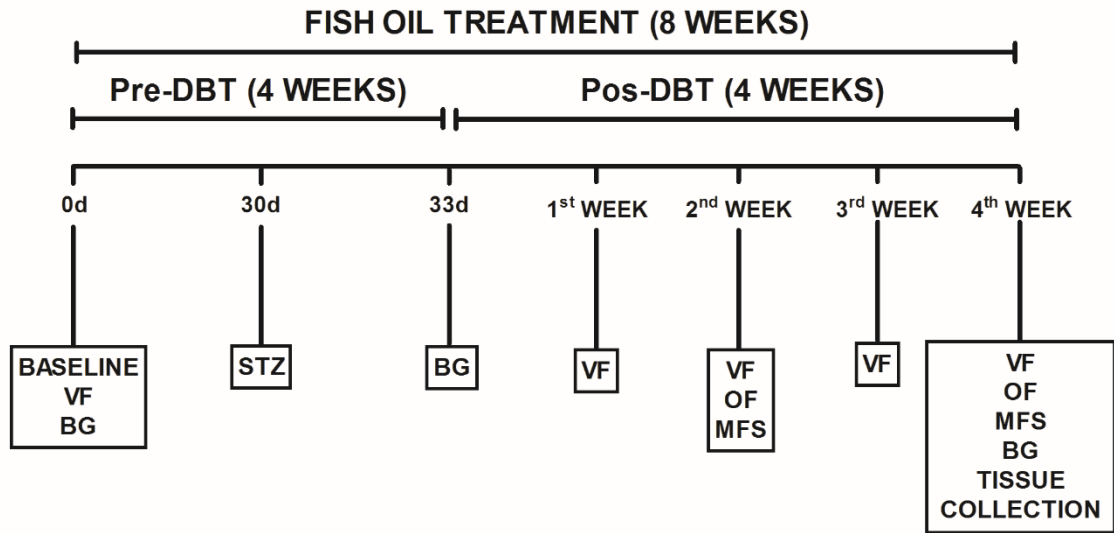 FISH OIL TREATMENT (8 WEEKS)
Pre-DBT (4 WEEKS)
Pos-DBT (4 WEEKS)
0d
30d
33d
1st WEEK
2nd WEEK
3rd WEEK
4th WEEK
BASELINE
VF
BG
STZ
BG
VF
VF
OF
MFS
VF
VF
OF
MFS
BG
TISSUE
COLLECTION